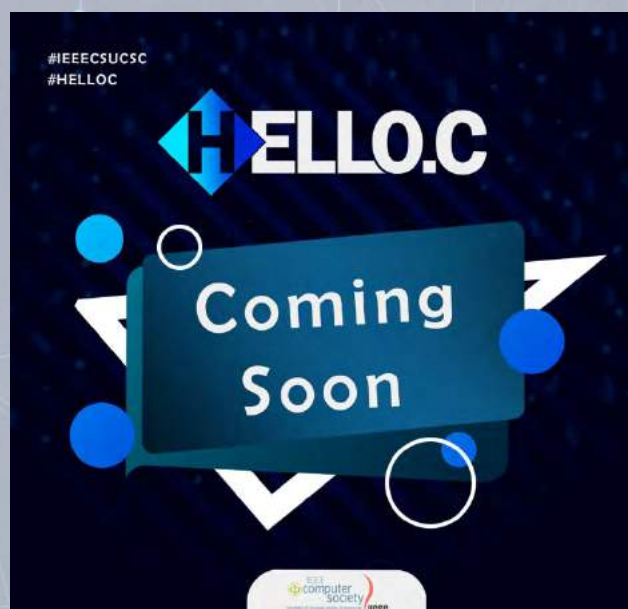 #IEEECSUCSC
#HELLOC
HELLO.C
Coming
Soon
IEEE
computer
society